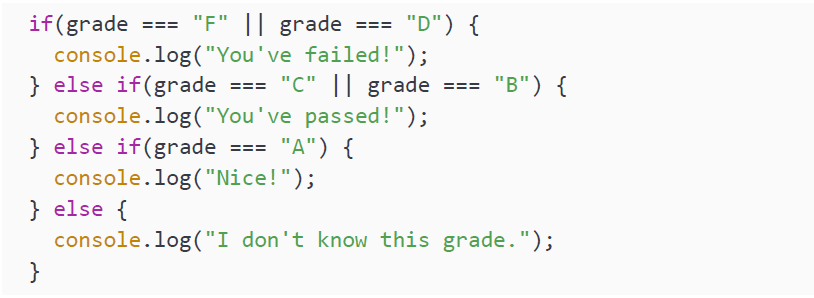 if(grade === "F" || grade === "D") {
  console.log("You've failed!");
} else if(grade === "C" || grade === "B") {
  console.log("You've passed!");
} else if(grade === "A") {
  console.log("Nice!");
} else {
  console.log("I don't know this grade.");
}